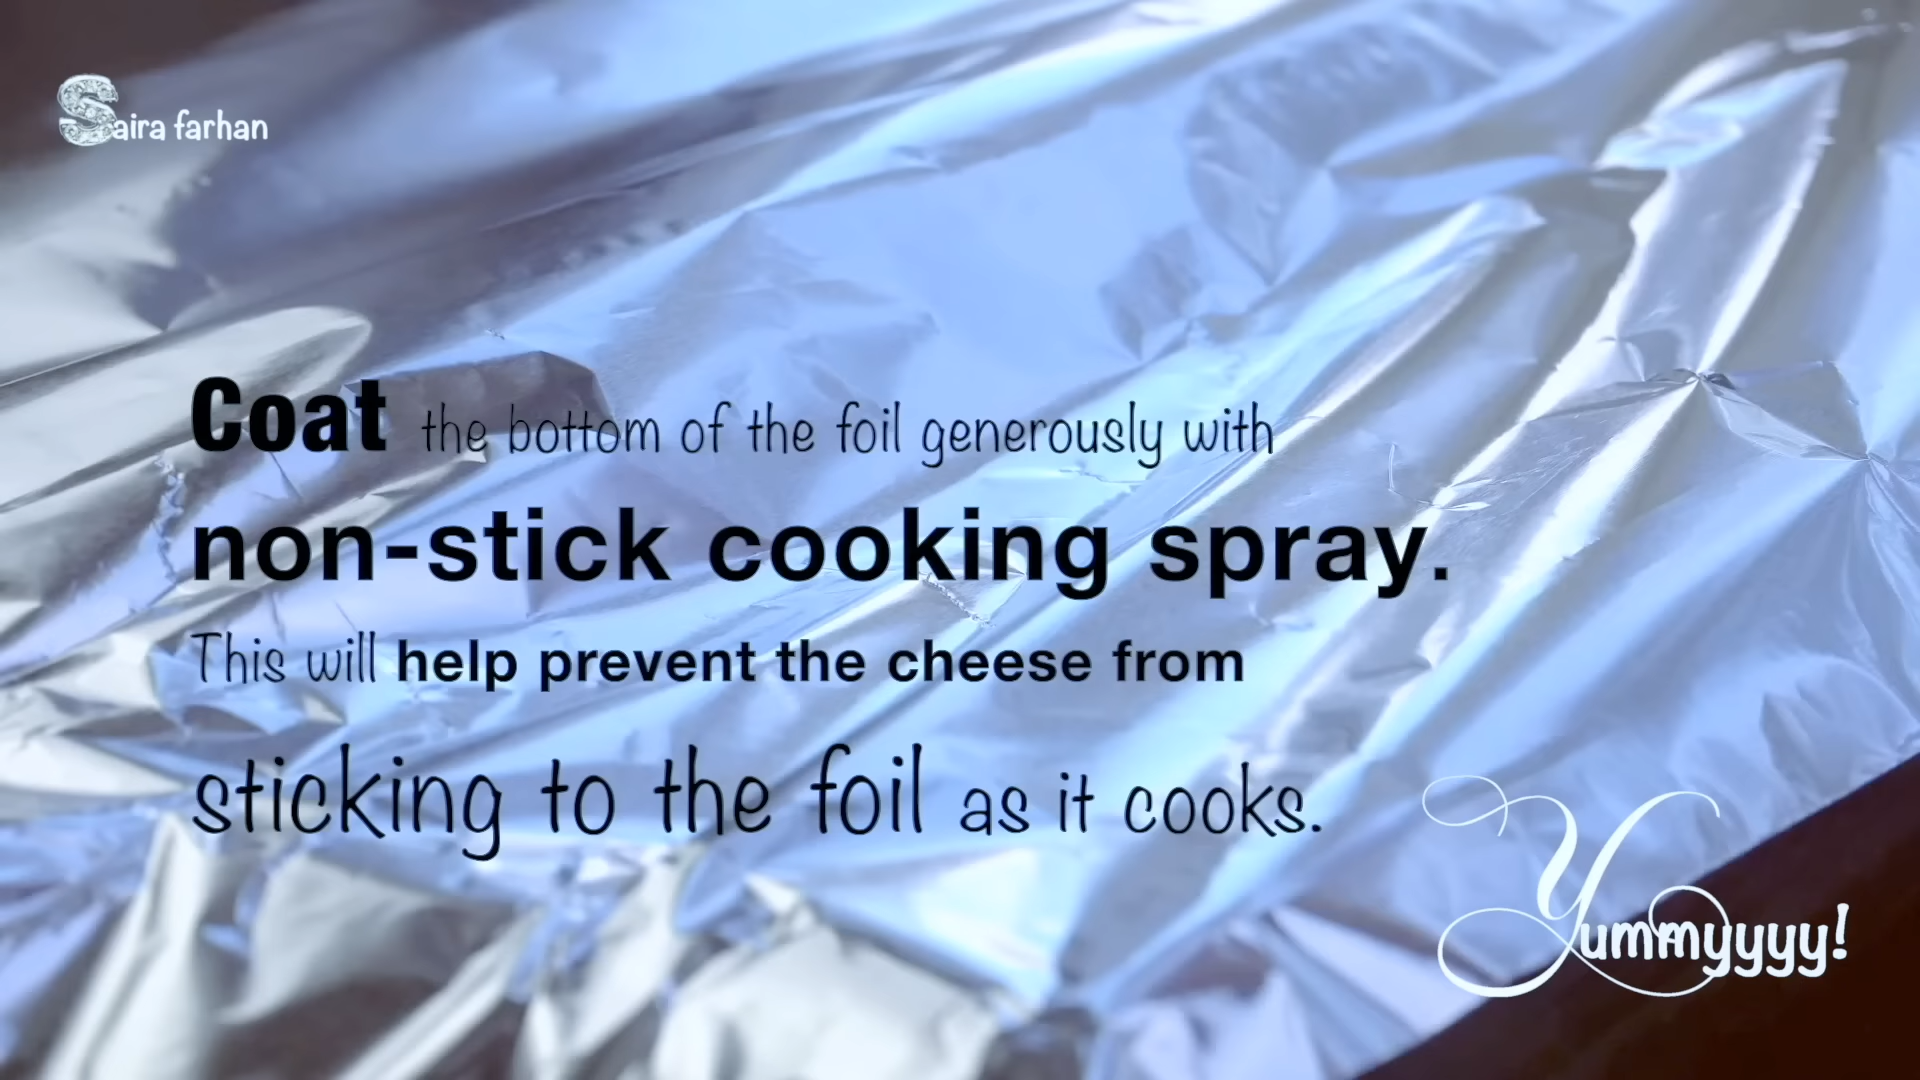 Saira farhan
Coat the bottom of the foil generously with
non-stick cooking spray.
This will help prevent the cheese from
sticking to the foil as it cooks.
Yummyyyy!